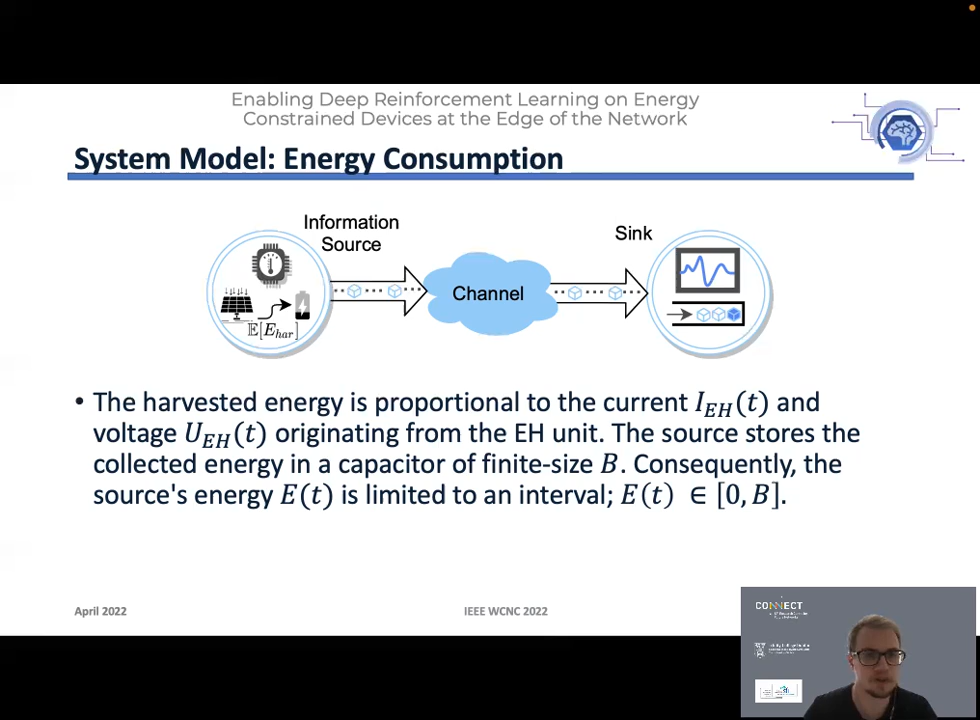 Enabling Deep Reinforcement Learning on Energy
Constrained Devices at the Edge of the Network
System Model: Energy Consumption
Information
Source
Sink
Channel
𝔼[E_har]
• The harvested energy is proportional to the current I_EH(t) and
voltage U_EH(t) originating from the EH unit. The source stores the
collected energy in a capacitor of finite-size B. Consequently, the
source's energy E(t) is limited to an interval; E(t) ∈ [0, B].
April 2022
IEEE WCNC 2022
CONNECT